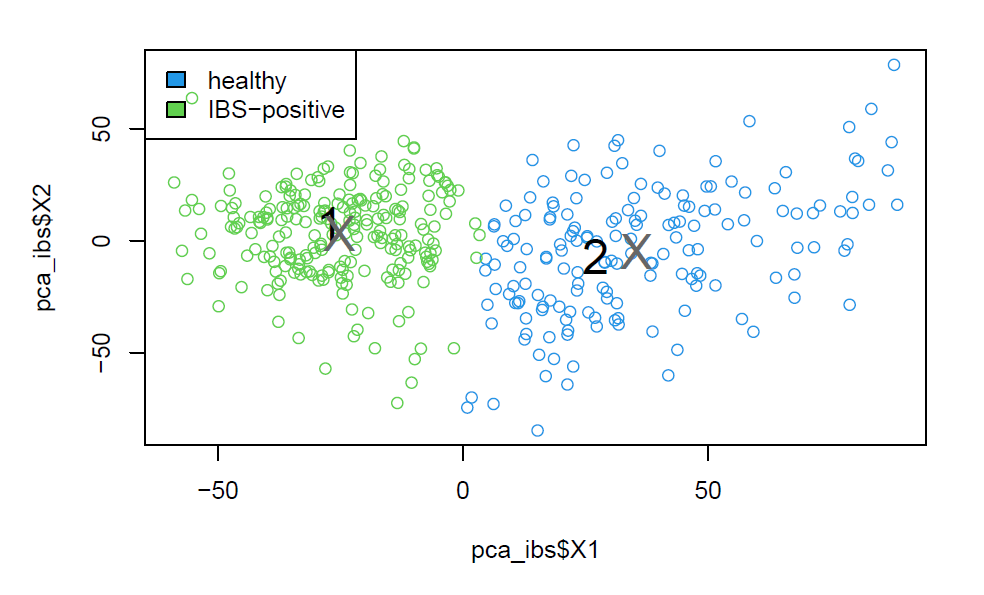 healthy
IBS−positive
pca_ibs$X2
50
0
−50
1
X
2
X
−50
0
50
pca_ibs$X1